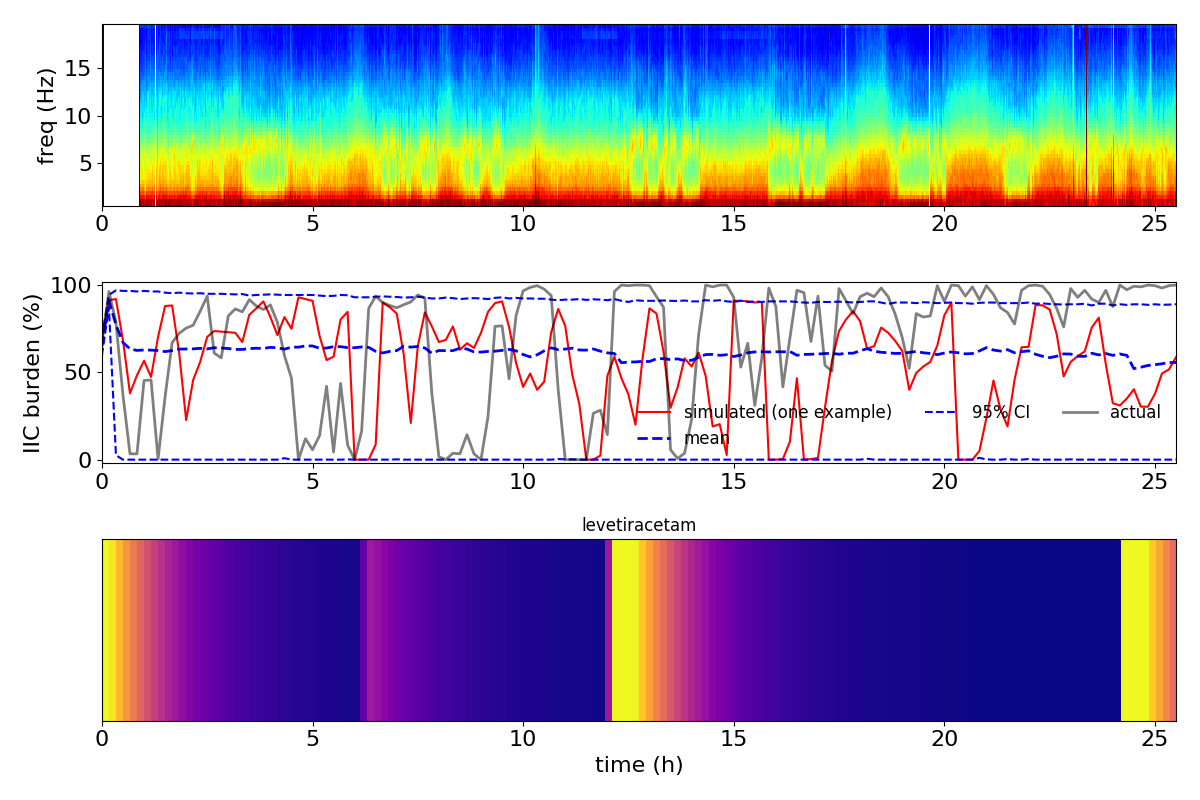 freq (Hz)
15
10
5
0 5 10 15 20 25
IIC burden (%)
100
50
0
simulated (one example) 95% CI actual
mean
0 5 10 15 20 25
levetiracetam
0 5 10 15 20 25
time (h)